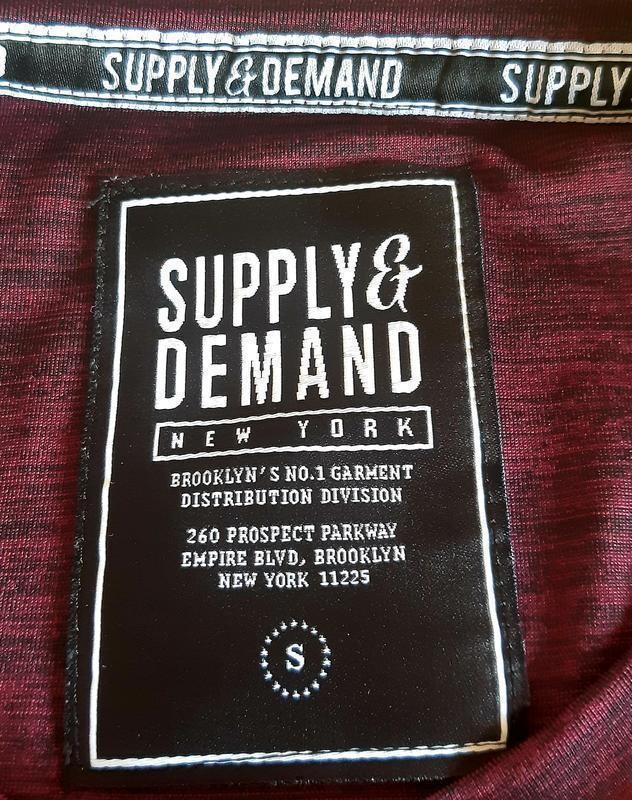 SUPPLY&DEMAND SUPPLY
SUPPLY&
DEMAND
NEW YORK
BROOKLYN'S NO.1 GARMENT
DISTRIBUTION DIVISION
260 PROSPECT PARKWAY
EMPIRE BLVD, BROOKLYN
NEW YORK 11225
S